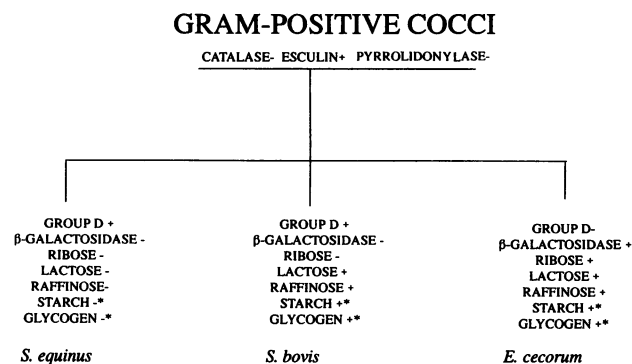 GRAM-POSITIVE COCCI
CATALASE- ESCULIN+ PYRROLIDONYLASE-
GROUP D +
β-GALACTOSIDASE -
RIBOSE -
LACTOSE -
RAFFINOSE-
STARCH -*
GLYCOGEN -*
S. equinus
GROUP D +
β-GALACTOSIDASE -
RIBOSE -
LACTOSE +
RAFFINOSE +
STARCH +*
GLYCOGEN +*
S. bovis
GROUP D-
β-GALACTOSIDASE +
RIBOSE +
LACTOSE +
RAFFINOSE +
STARCH +*
GLYCOGEN +*
E. cecorum